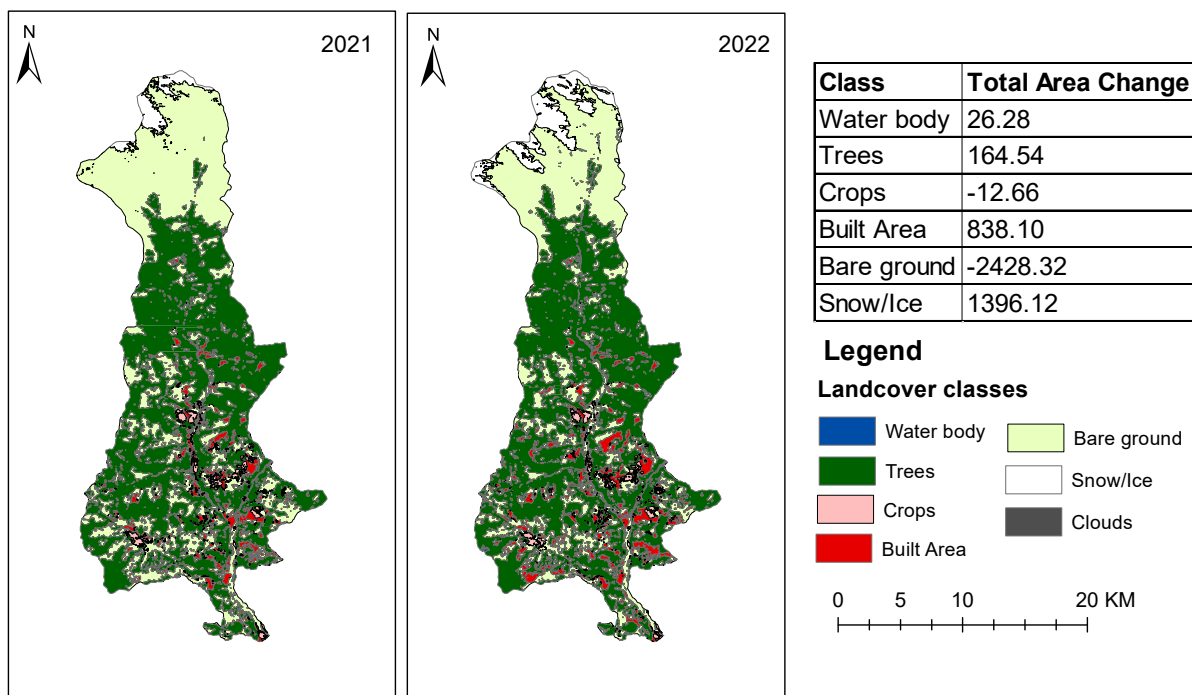 N
2021
N
2022
Class Total Area Change
Water body 26.28
Trees 164.54
Crops -12.66
Built Area 838.10
Bare ground -2428.32
Snow/Ice 1396.12
Legend
Landcover classes
Water body
Trees
Crops
Built Area
Bare ground
Snow/Ice
Clouds
0 5 10 20 KM